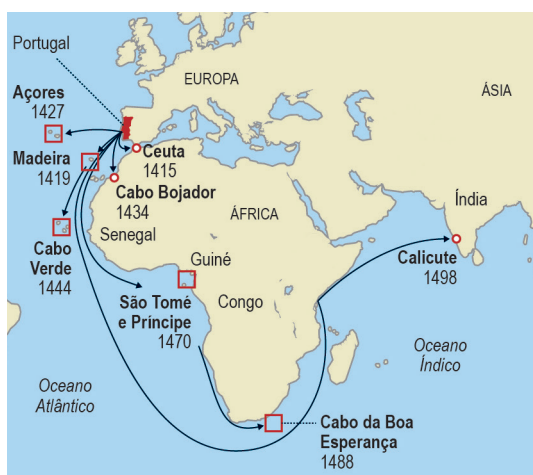 Portugal
EUROPA
ÁSIA
Açores
1427
Madeira
1419
Ceuta
1415
Cabo Bojador
1434
Senegal
ÁFRICA
Índia
Cabo
Verde
1444
Guiné
Calicute
1498
São Tomé
e Príncipe
1470
Congo
Oceano
Índico
Oceano
Atlântico
Cabo da Boa
Esperança
1488